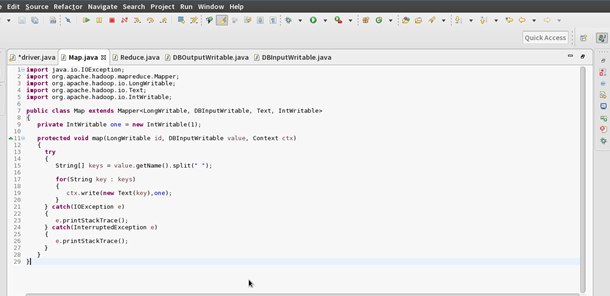 Edit Source Refactor Navigate Search Project Run Window Help
Quick Access
*driver.java Map.java Reduce.java DBOutputWritable.java DBInputWritable.java
1 import java.io.IOException;
2 import org.apache.hadoop.mapreduce.Mapper;
3 import org.apache.hadoop.io.LongWritable;
4 import org.apache.hadoop.io.Text;
5 import org.apache.hadoop.io.IntWritable;
6
7 public class Map extends Mapper<LongWritable, DBInputWritable, Text, IntWritable>
8 {
9 private IntWritable one = new IntWritable(1);
10
11 protected void map(LongWritable id, DBInputWritable value, Context ctx)
12 {
13 try
14 {
15 String[] keys = value.getName().split(" ");
16
17 for(String key : keys)
18 {
19 ctx.write(new Text(key),one);
20 }
21 } catch(IOException e)
22 {
23 e.printStackTrace();
24 } catch(InterruptedException e)
25 {
26 e.printStackTrace();
27 }
28 }
29 }